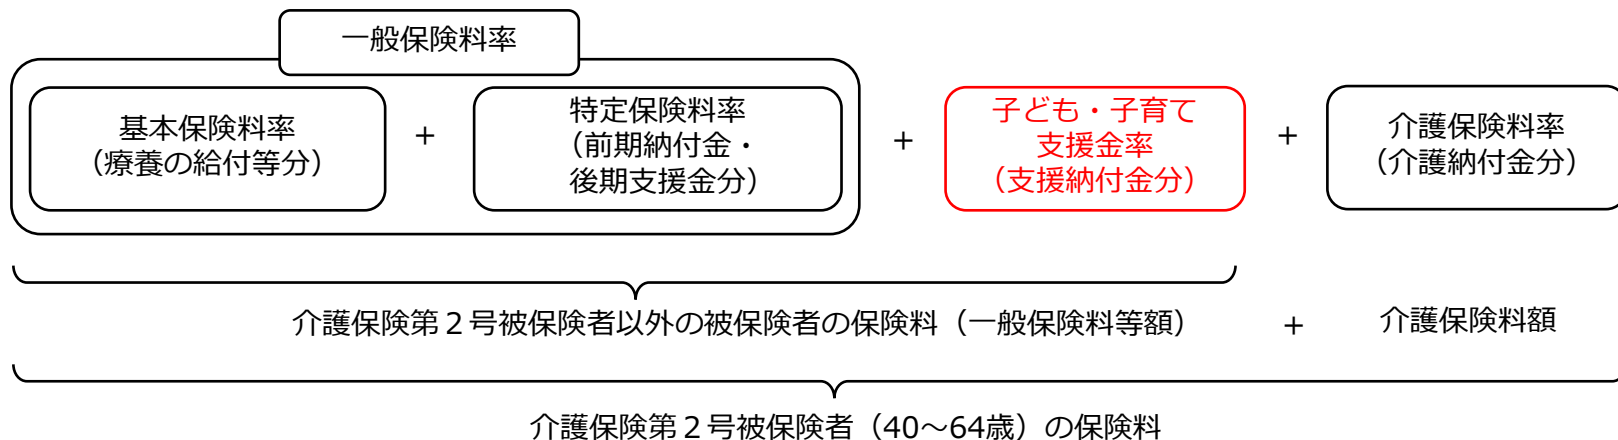 一般保険料率
基本保険料率
（療養の給付等分）
＋
特定保険料率
（前期納付金・
後期支援金分）
＋
子ども・子育て
支援金率
（支援納付金分）
＋
介護保険料率
（介護納付金分）
介護保険第２号被保険者以外の被保険者の保険料（一般保険料等額）
＋
介護保険料額
介護保険第２号被保険者（40～64歳）の保険料